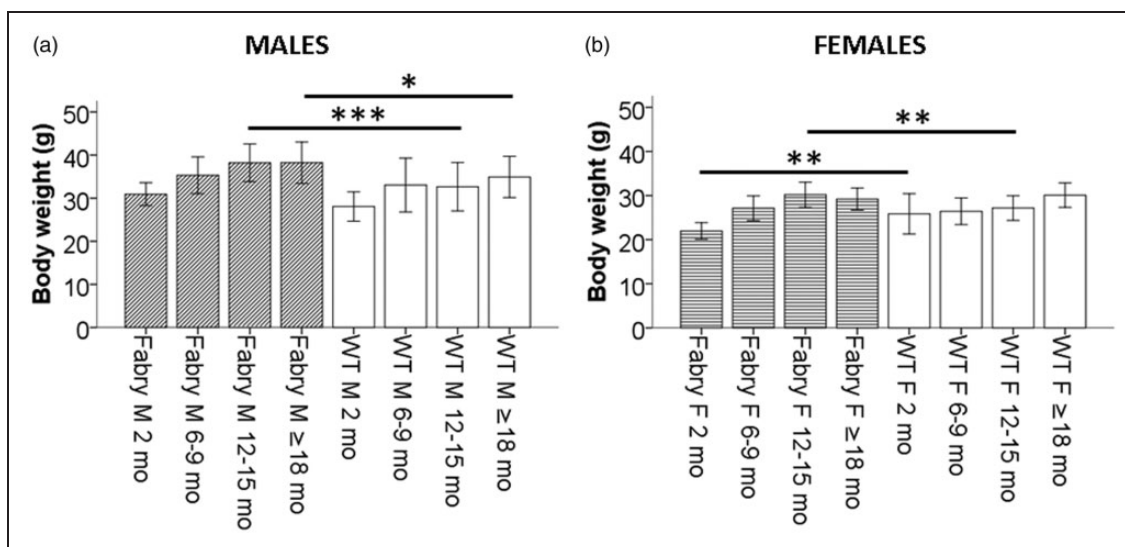 (a)
MALES
*
***
50
40
30
20
10
0
Body weight (g)
Fabry M 2 mo
Fabry M 6-9 mo
Fabry M 12-15 mo
Fabry M ≥18 mo
WT M 2 mo
WT M 6-9 mo
WT M 12-15 mo
WT M ≥18 mo
(b)
FEMALES
**
**
50
40
30
20
10
0
Body weight (g)
Fabry F 2 mo
Fabry F 6-9 mo
Fabry F 12-15 mo
Fabry F ≥18 mo
WT F 2 mo
WT F 6-9 mo
WT F 12-15 mo
WT F ≥18 mo